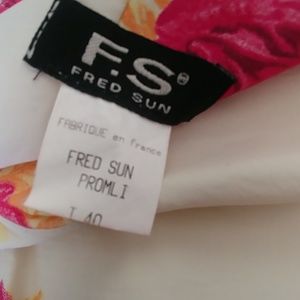 F.S®
FRED SUN
FABRIQUE en france
FRED SUN
PROMLI
T 40